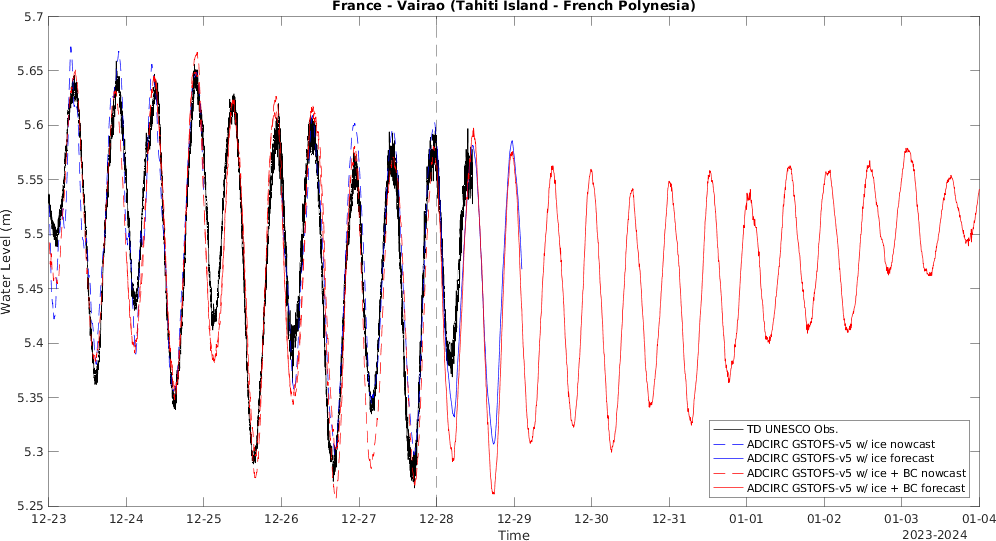 France - Vairao (Tahiti Island - French Polynesia)
5.7
5.65
5.6
5.55
5.5
5.45
5.4
5.35
5.3
5.25
Water Level (m)
TD UNESCO Obs.
ADCIRC GSTOFS-v5 w/ ice nowcast
ADCIRC GSTOFS-v5 w/ ice forecast
ADCIRC GSTOFS-v5 w/ ice + BC nowcast
ADCIRC GSTOFS-v5 w/ ice + BC forecast
12-23 12-24 12-25 12-26 12-27 12-28 12-29 12-30 12-31 01-01 01-02 01-03 01-04
Time
2023-2024